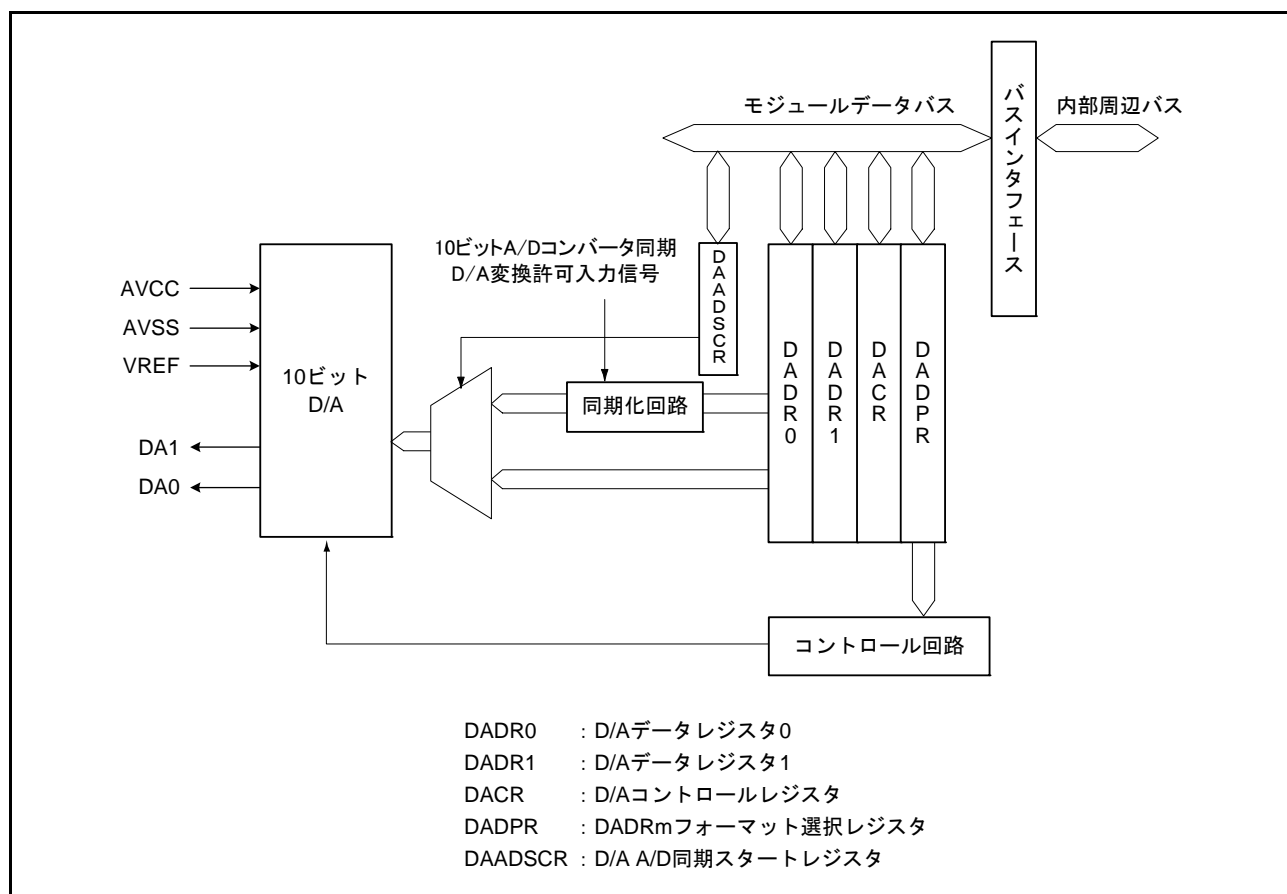 モジュールデータバス
内部周辺バス
バスインタフェース
10ビットA/Dコンバータ同期
D/A変換許可入力信号
DAADSCR
AVCC
AVSS
VREF
DA1
DA0
10ビット
D/A
同期化回路
DADR0
DADR1
DACR
DADPR
コントロール回路
DADR0 : D/Aデータレジスタ0
DADR1 : D/Aデータレジスタ1
DACR : D/Aコントロールレジスタ
DADPR : DADRmフォーマット選択レジスタ
DAADSCR : D/A A/D同期スタートレジスタ